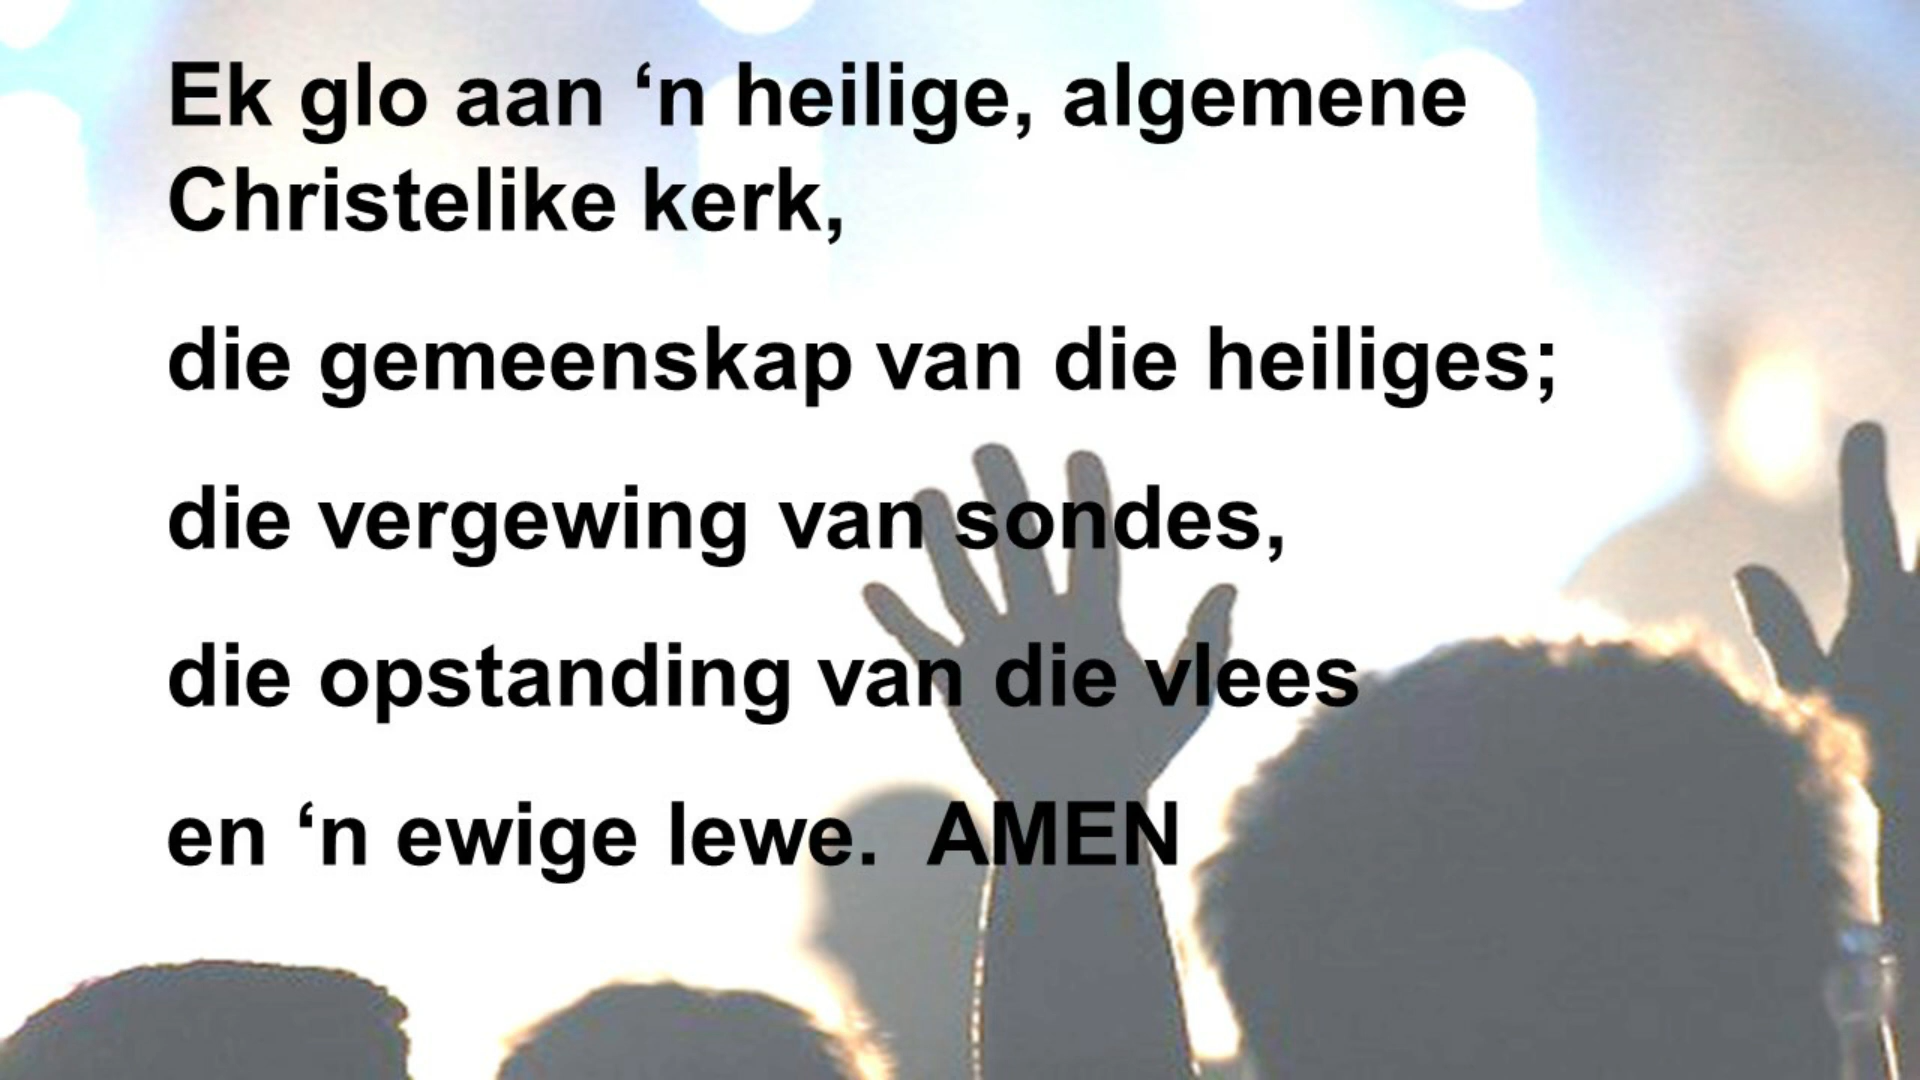 Ek glo aan ‘n heilige, algemene
Christelike kerk,
die gemeenskap van die heiliges;
die vergewing van sondes,
die opstanding van die vlees
en ‘n ewige lewe.  AMEN